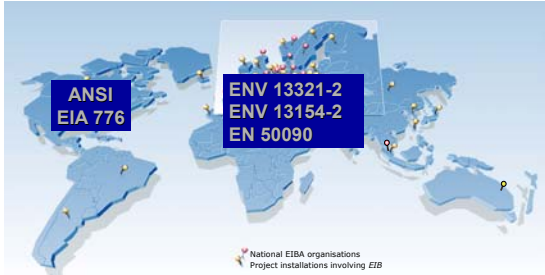 ANSI
EIA 776
ENV 13321-2
ENV 13154-2
EN 50090
National EIBA organisations
Project installations involving EIB